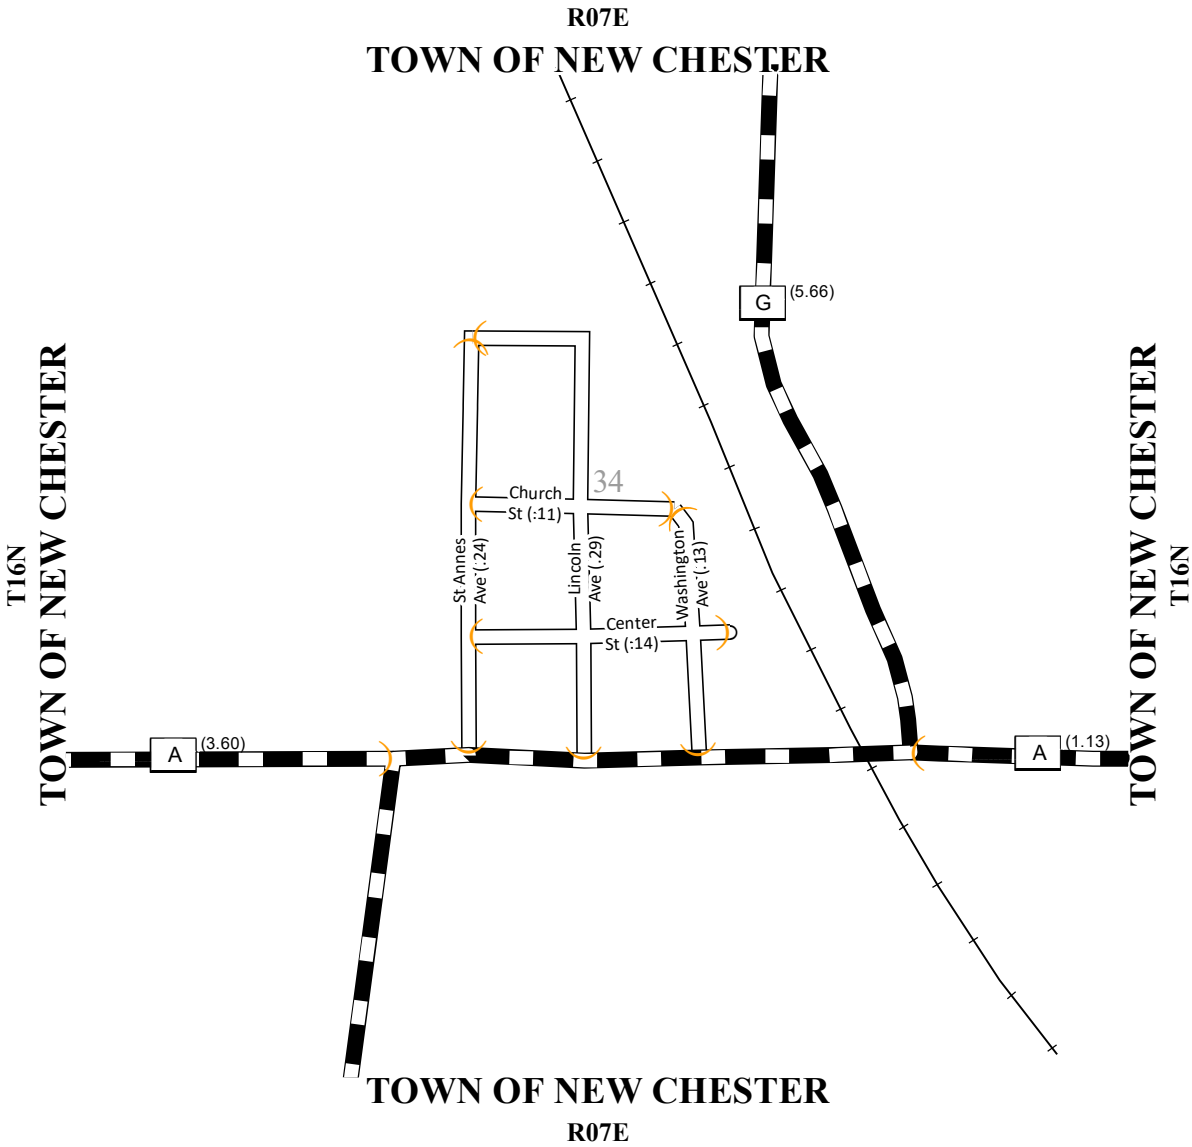 R07E
TOWN OF NEW CHESTER
G
(5.66)
34
Church
St (:11)
St Annes
Ave (.24)
Lincoln
Ave (.29)
Washington
Ave (.13)
Center
St (:14)
TOWN OF NEW CHESTER
T16N
TOWN OF NEW CHESTER
T16N
A
(3.60)
A
(1.13)
TOWN OF NEW CHESTER
R07E